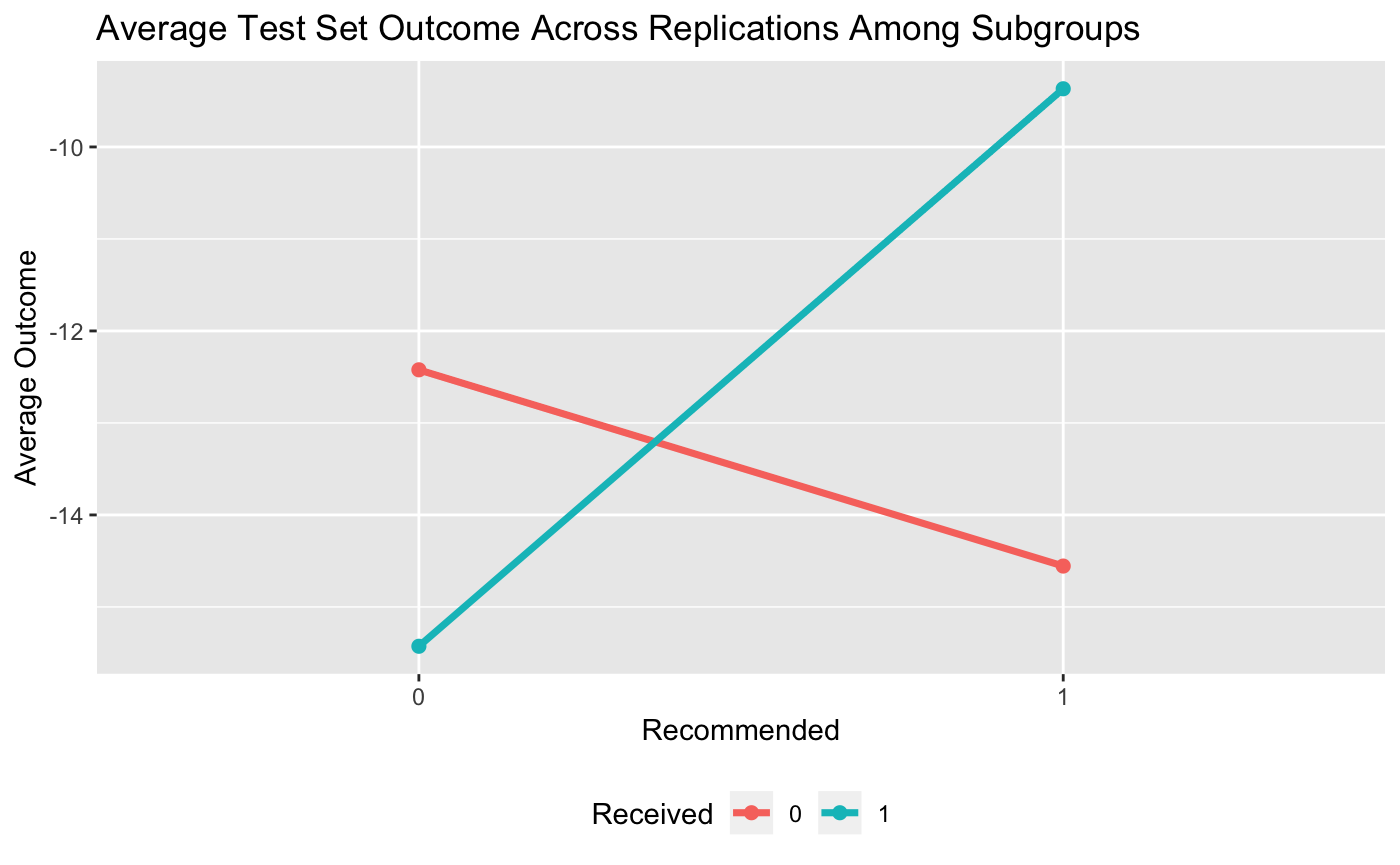 Average Test Set Outcome Across Replications Among Subgroups
Average Outcome
-10
-12
-14
0 1
Recommended
Received 0 1